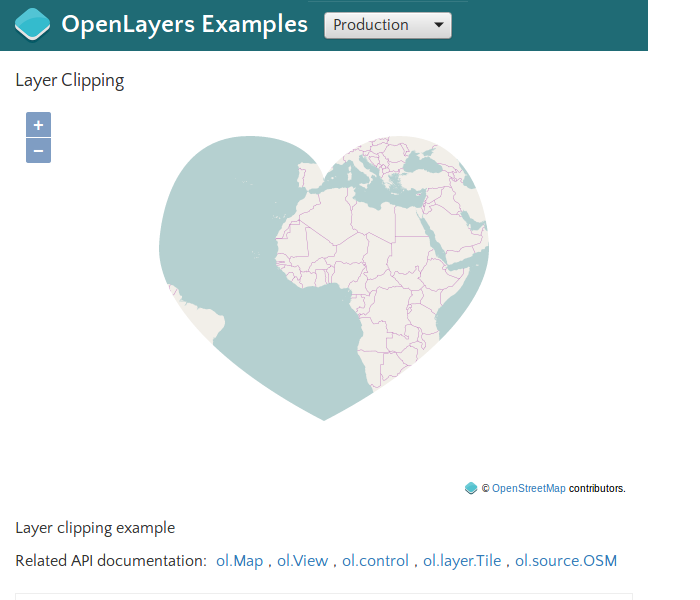 OpenLayers Examples Production
Layer Clipping
+
−
© OpenStreetMap contributors.
Layer clipping example
Related API documentation: ol.Map , ol.View , ol.control , ol.layer.Tile , ol.source.OSM